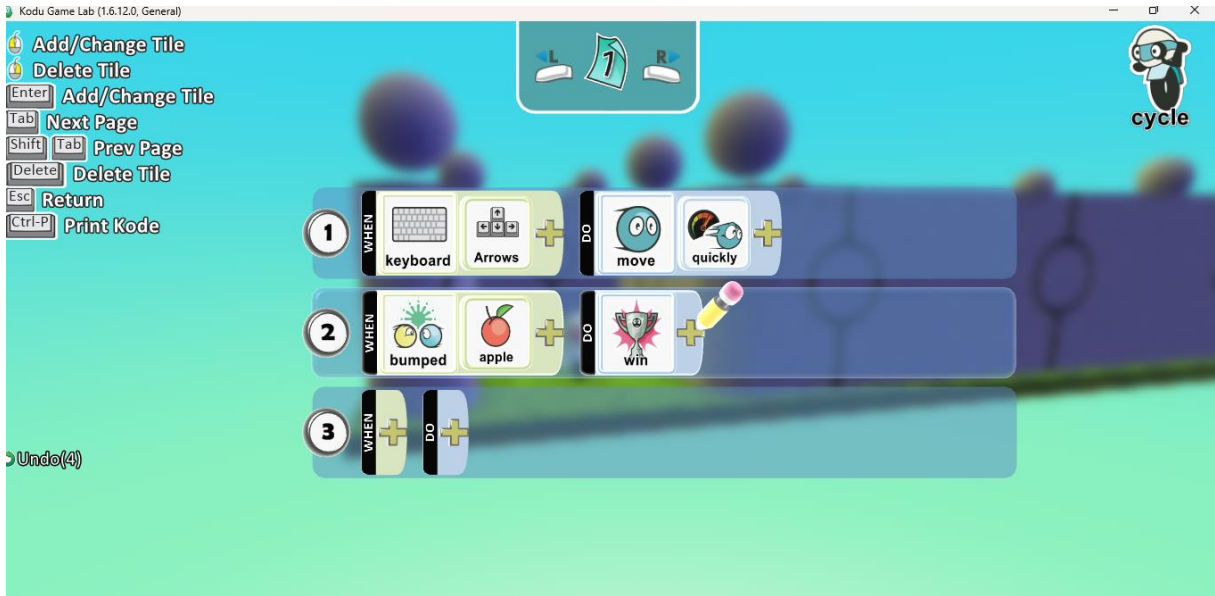 Kodu Game Lab (1.6.12.0, General)
Add/Change Tile
Delete Tile
Enter Add/Change Tile
Tab Next Page
Shift Tab Prev Page
Delete Delete Tile
Esc Return
Ctrl-P Print Kode
L 1 R
cycle
1 WHEN keyboard Arrows DO move quickly
2 WHEN bumped apple DO win
3 WHEN DO
Undo(4)